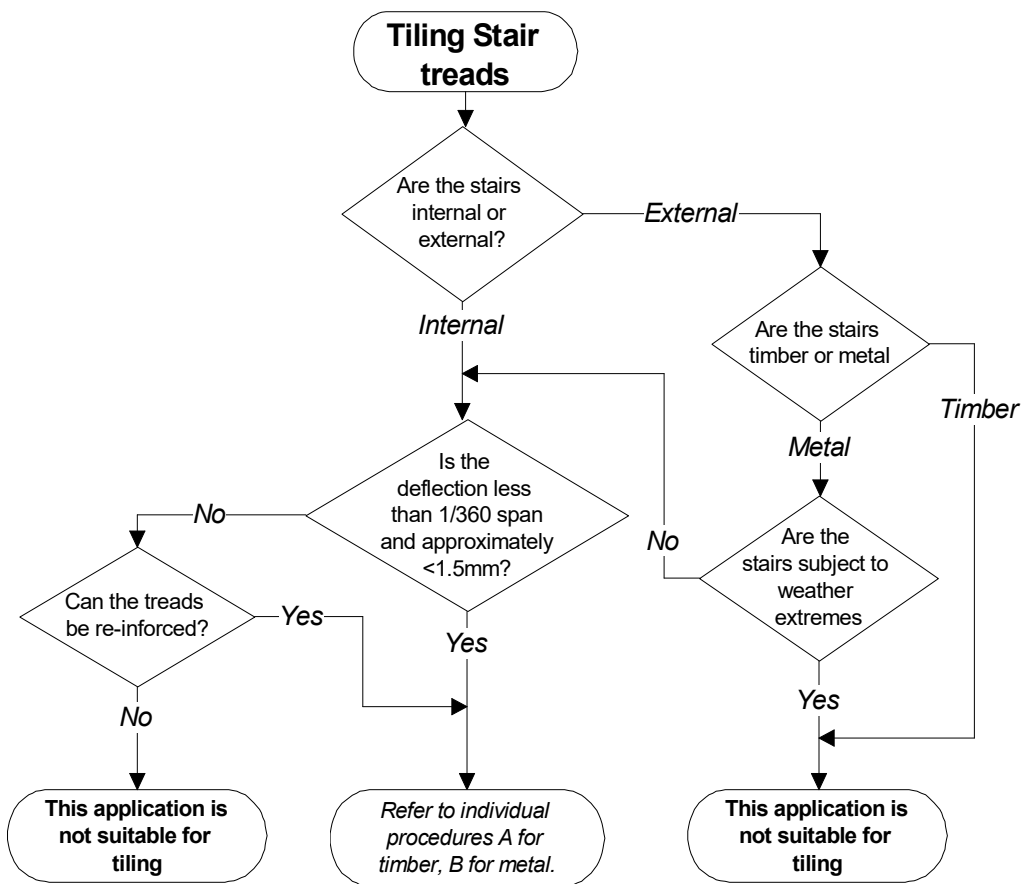 Tiling Stair
treads
Are the stairs
internal or
external?
External
Internal
Are the stairs
timber or metal
Timber
Metal
Is the
deflection less
than 1/360 span
and approximately
<1.5mm?
No
No
Are the
stairs subject to
weather
extremes
Can the treads
be re-inforced?
Yes
Yes
Yes
No
This application is
not suitable for
tiling
Refer to individual
procedures A for
timber, B for metal.
This application is
not suitable for
tiling